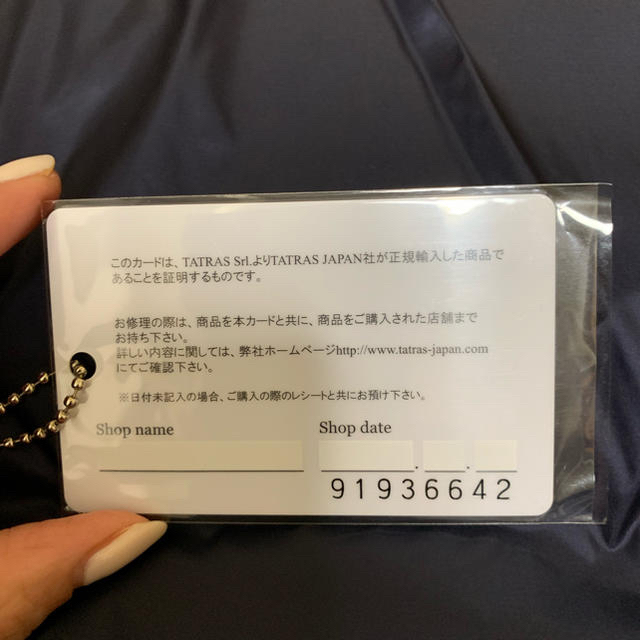 このカードは、TATRAS Srl.よりTATRAS JAPAN社が正規輸入した商品で
あることを証明するものです。
お修理の際は、商品を本カードと共に、商品をご購入された店舗まで
お持ち下さい。
詳しい内容に関しては、弊社ホームページhttp://www.tatras-japan.com
にてご確認下さい。
※日付未記入の場合、ご購入の際のレシートと共にお預け下さい。
Shop name Shop date
. .
91936642